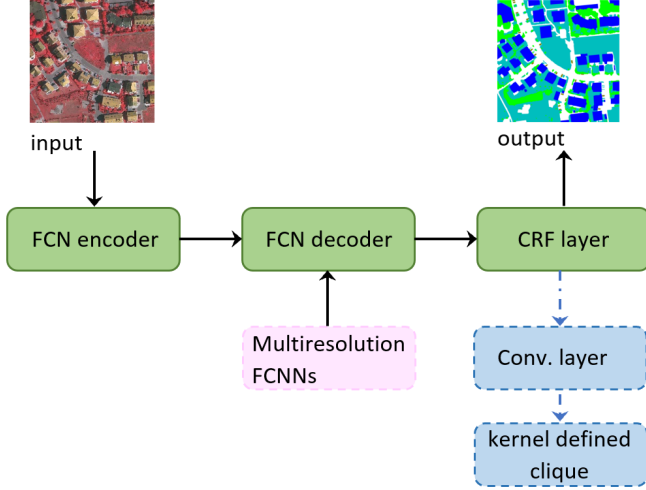 input
output
FCN encoder
FCN decoder
CRF layer
Multiresolution
FCNNs
Conv. layer
kernel defined
clique